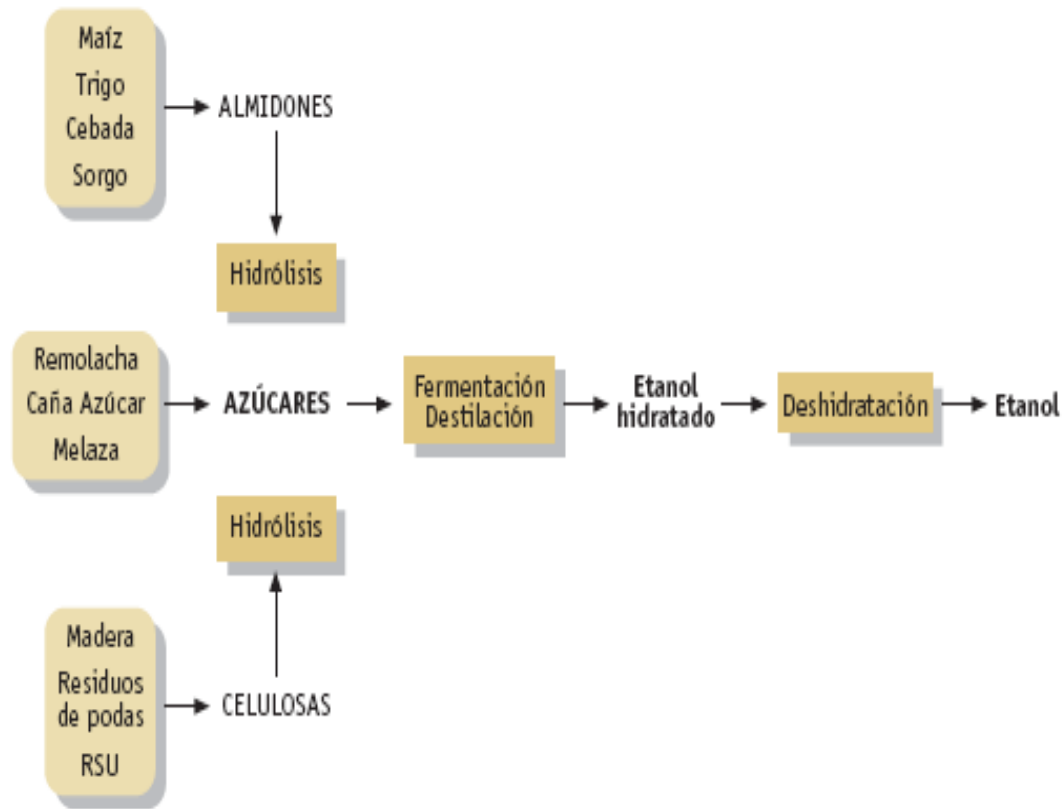 Maíz
Trigo
Cebada
Sorgo
ALMIDONES
Hidrólisis
Remolacha
Caña Azúcar
Melaza
AZÚCARES
Fermentación
Destilación
Etanol
hidratado
Deshidratación
Etanol
Hidrólisis
Madera
Residuos
de podas
RSU
CELULOSAS